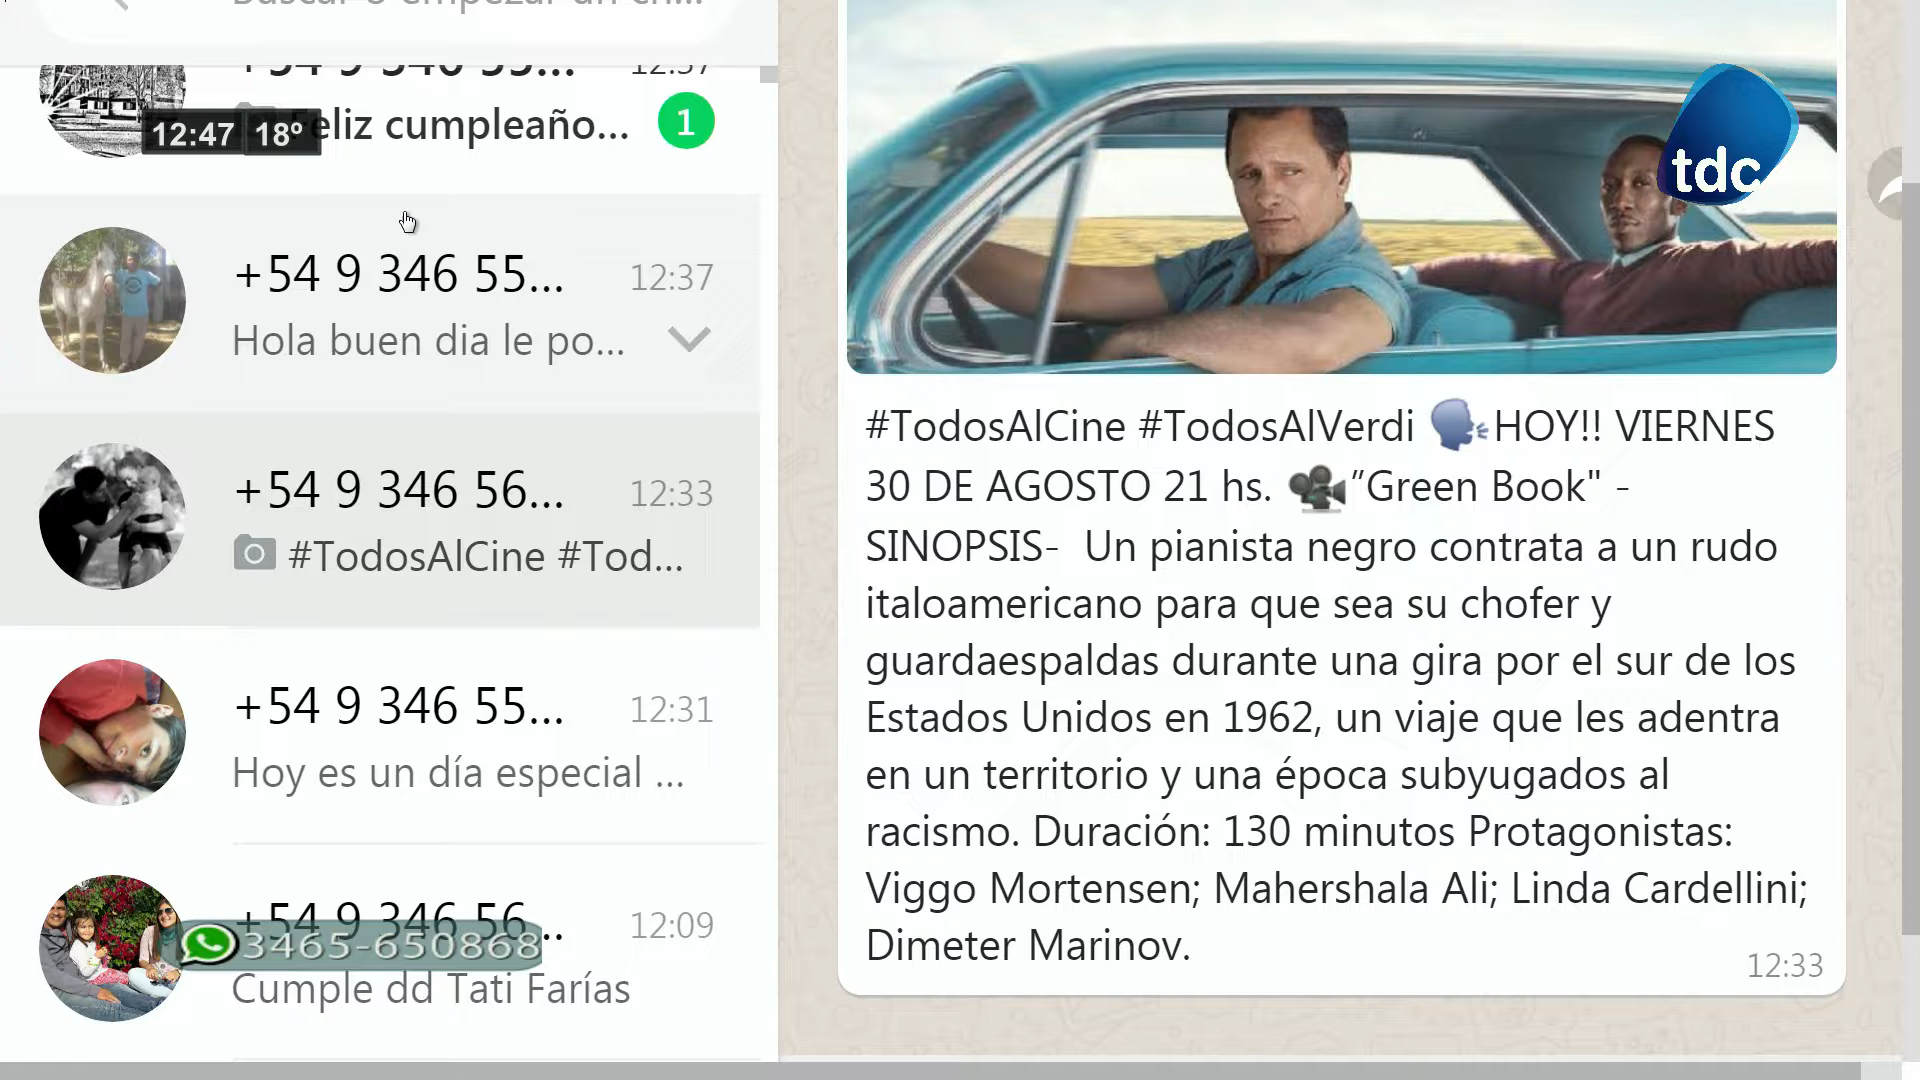 +54 9 346 55... 12:37
eliz cumpleaño... 1
12:47 18º
+54 9 346 55... 12:37
Hola buen dia le po...
+54 9 346 56... 12:33
#TodosAlCine #Tod...
+54 9 346 55... 12:31
Hoy es un día especial ...
+54 9 346 56... 12:09
3465-650868
Cumple dd Tati Farías
tdc
#TodosAlCine #TodosAlVerdi 🗣HOY!! VIERNES
30 DE AGOSTO 21 hs. 🎥"Green Book" -
SINOPSIS- Un pianista negro contrata a un rudo
italoamericano para que sea su chofer y
guardaespaldas durante una gira por el sur de los
Estados Unidos en 1962, un viaje que les adentra
en un territorio y una época subyugados al
racismo. Duración: 130 minutos Protagonistas:
Viggo Mortensen; Mahershala Ali; Linda Cardellini;
Dimeter Marinov.
12:33